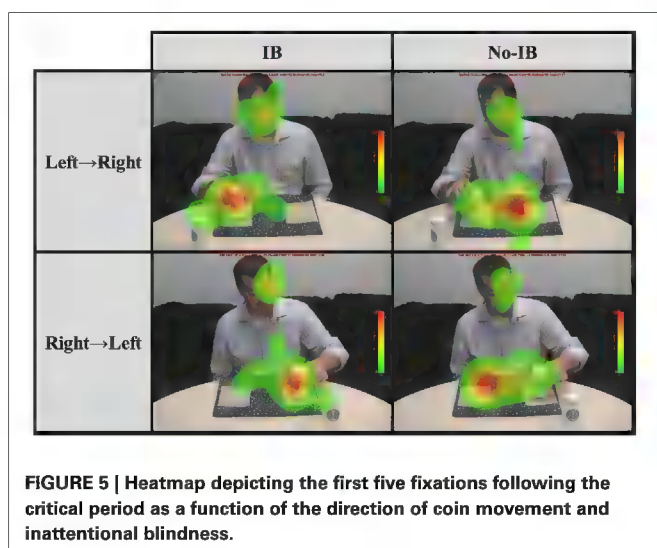 IB
No-IB
Left→Right
Right→Left
FIGURE 5 | Heatmap depicting the first five fixations following the
critical period as a function of the direction of coin movement and
inattentional blindness.